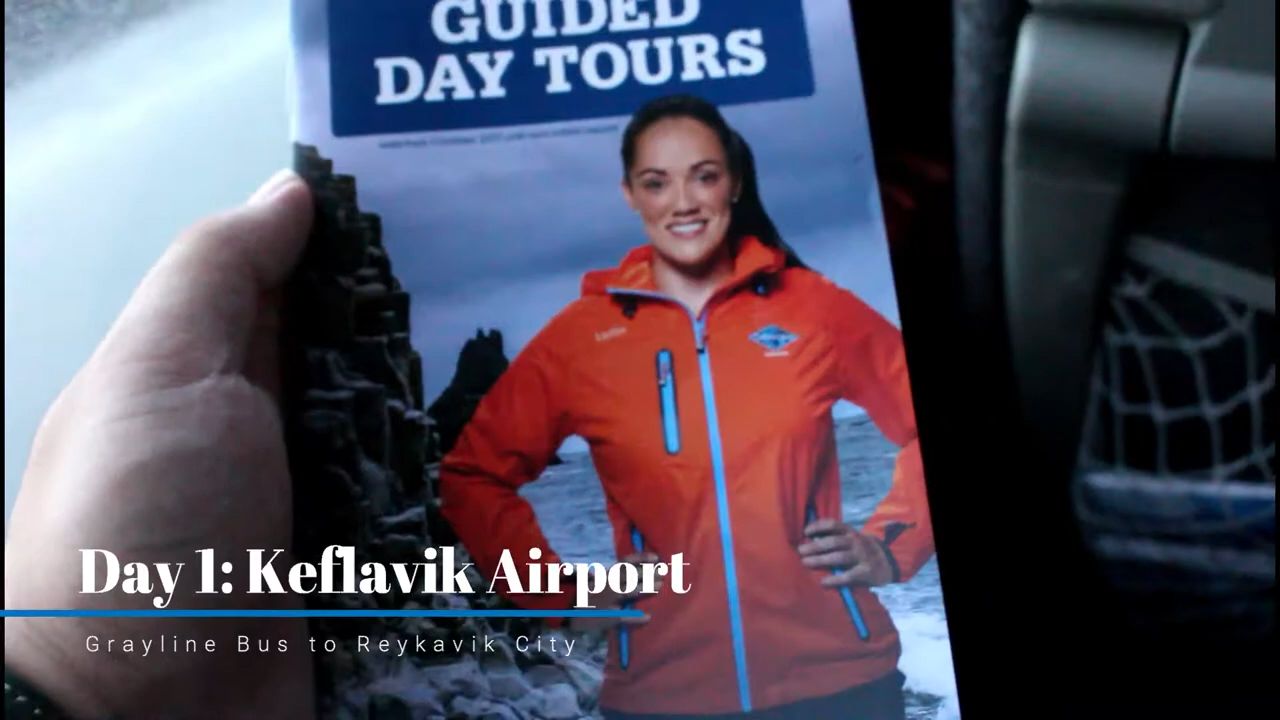 GUIDED
DAY TOURS
Day 1: Keflavik Airport
Grayline Bus to Reykavik City